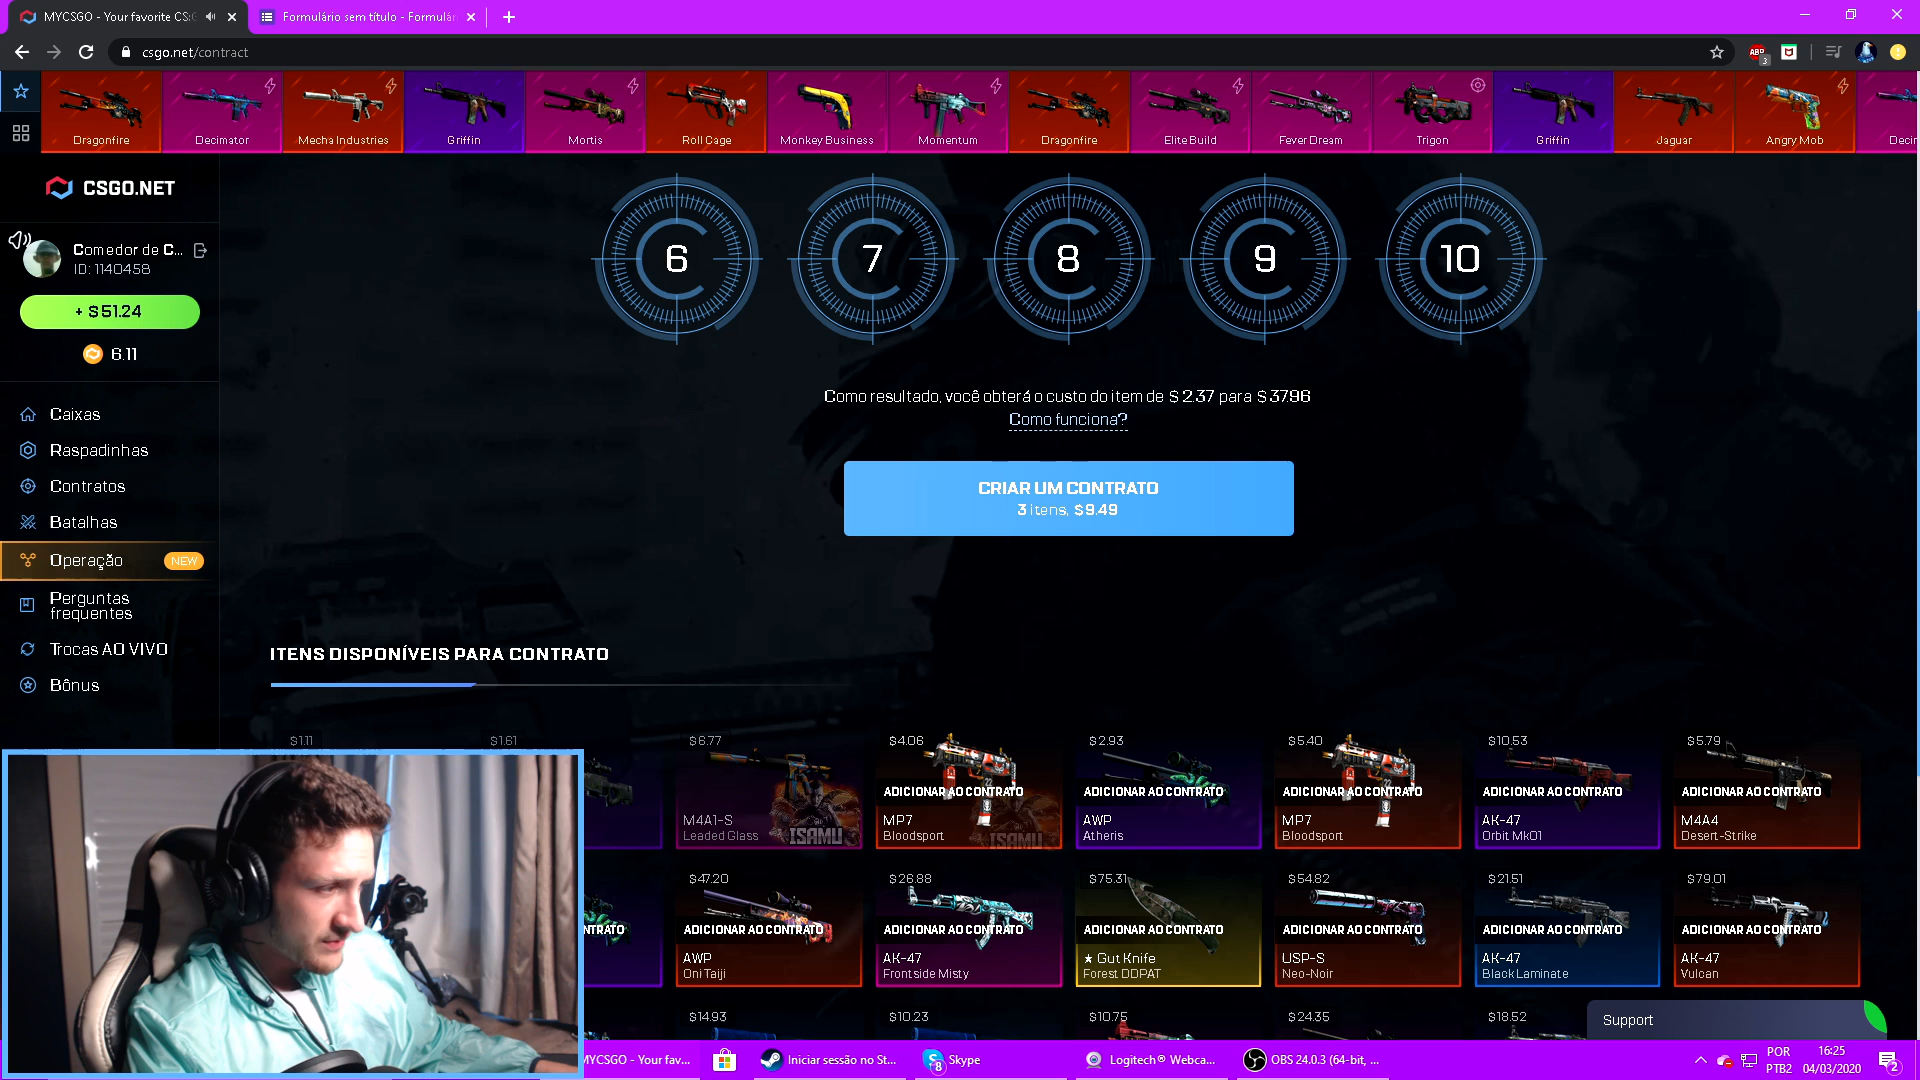 MYCSGO - Your favorite CS:G
Formulário sem título - Formulár
csgo.net/contract
ABP
3
Dragonfire
Decimator
Mecha Industries
Griffin
Mortis
Roll Cage
Monkey Business
Momentum
Dragonfire
Elite Build
Fever Dream
Trigon
Griffin
Jaguar
Angry Mob
Decim
CSGO.NET
Comedor de C...
ID: 1140458
+ $51.24
6.11
Caixas
Raspadinhas
Contratos
Batalhas
Operação
NEW
Perguntas
frequentes
Trocas AO VIVO
Bônus
6
7
8
9
10
Como resultado, você obterá o custo do item de $ 2.37 para $ 37.96
Como funciona?
CRIAR UM CONTRATO
3 itens, $9.49
ITENS DISPONÍVEIS PARA CONTRATO
$1.11
$1.61
$6.77
M4A1-S
Leaded Glass
ISAMU
$4.06
ADICIONAR AO CONTRATO
MP7
Bloodsport
ISAMU
$2.93
ADICIONAR AO CONTRATO
AWP
Atheris
$5.40
ADICIONAR AO CONTRATO
MP7
Bloodsport
$10.53
ADICIONAR AO CONTRATO
AK-47
Orbit Mk01
$5.79
ADICIONAR AO CONTRATO
M4A4
Desert-Strike
NTRATO
$47.20
ADICIONAR AO CONTRATO
AWP
Oni Taiji
$26.88
ADICIONAR AO CONTRATO
AK-47
Frontside Misty
$75.31
ADICIONAR AO CONTRATO
★ Gut Knife
Forest DDPAT
$54.82
ADICIONAR AO CONTRATO
USP-S
Neo-Noir
$21.51
ADICIONAR AO CONTRATO
AK-47
Black Laminate
$79.01
ADICIONAR AO CONTRATO
AK-47
Vulcan
$14.93
$10.23
$10.75
$24.35
$18.52
Support
MYCSGO - Your fav...
Iniciar sessão no St...
8
Skype
Logitech® Webca...
OBS 24.0.3 (64-bit, ...
POR
PTB2
16:25
04/03/2020
2